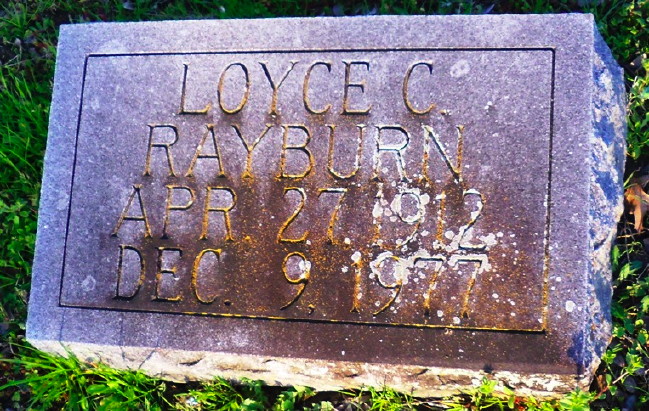 LOYCE C.
RAYBURN
APR. 27 1912
DEC. 9, 1977